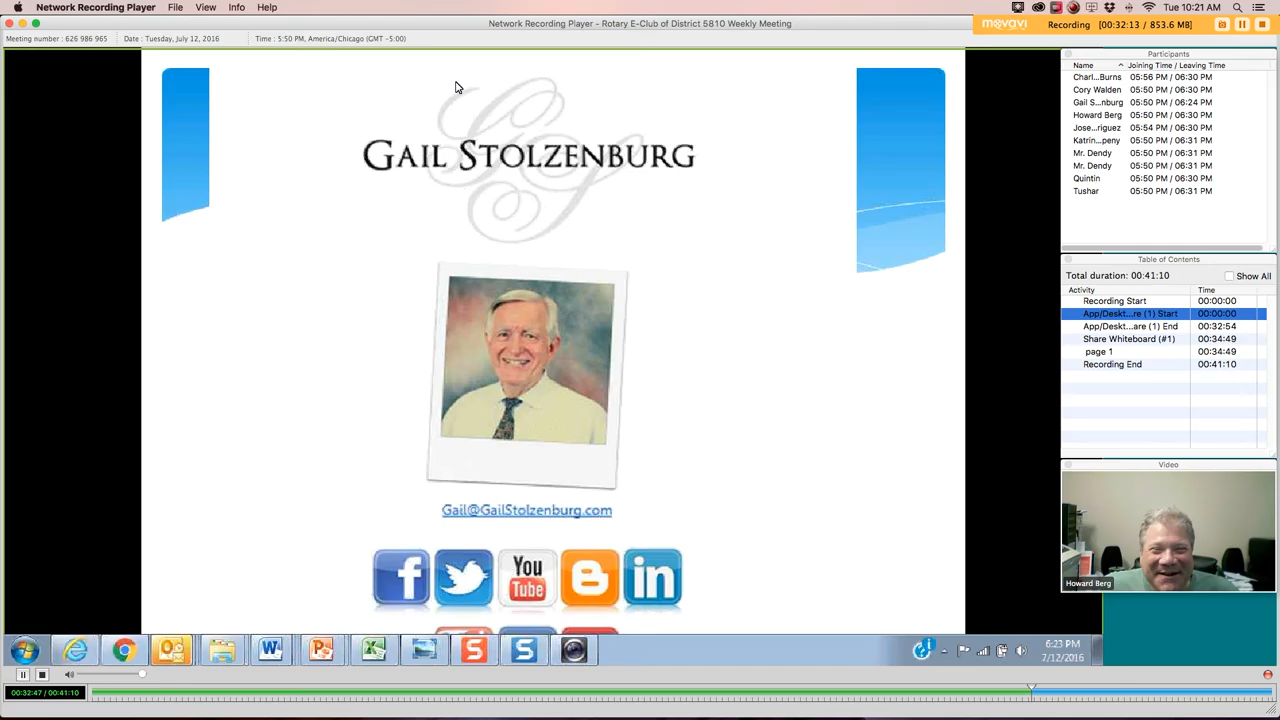 Network Recording Player File View Info Help
Tue 10:21 AM
Network Recording Player - Rotary E-Club of District 5810 Weekly Meeting
movavi Recording [00:32:13 / 853.6 MB]
Meeting number : 626 986 965 Date : Tuesday, July 12, 2016 Time : 5:50 PM, America/Chicago (GMT -5:00)
GAIL STOLZENBURG
Gail@GailStolzenburg.com
f
You
Tube
B
in
W
P
X
S
S
6:23 PM
7/12/2016
Participants
Name Joining Time / Leaving Time
Charl...Burns 05:56 PM / 06:30 PM
Cory Walden 05:50 PM / 06:30 PM
Gail S...nburg 05:50 PM / 06:24 PM
Howard Berg 05:50 PM / 06:30 PM
Jose...riguez 05:54 PM / 06:30 PM
Katrin...peny 05:50 PM / 06:31 PM
Mr. Dendy 05:50 PM / 06:31 PM
Mr. Dendy 05:50 PM / 06:31 PM
Quintin 05:50 PM / 06:30 PM
Tushar 05:50 PM / 06:31 PM
Table of Contents
Total duration: 00:41:10 Show All
Activity Time
Recording Start 00:00:00
App/Deskt...re (1) Start 00:00:00
App/Deskt...are (1) End 00:32:54
Share Whiteboard (#1) 00:34:49
page 1 00:34:49
Recording End 00:41:10
Video
Howard Berg
00:32:47 / 00:41:10